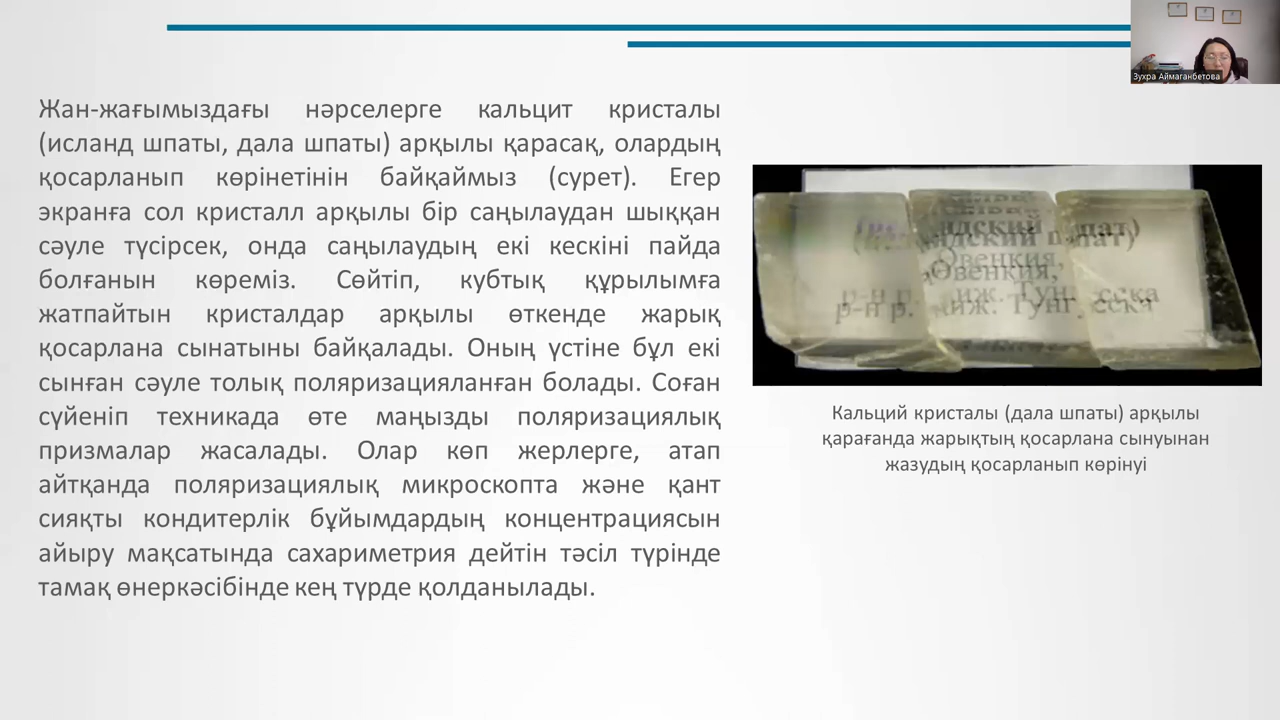 Зухра Аймаганбетова
Жан-жағымыздағы нәрселерге кальцит кристалы
(исланд шпаты, дала шпаты) арқылы қарасақ, олардың
қосарланып көрінетінін байқаймыз (сурет). Егер
экранға сол кристалл арқылы бір саңылаудан шыққан
сәуле түсірсек, онда саңылаудың екі кескіні пайда
болғанын көреміз. Сөйтіп, кубтық құрылымға
жатпайтын кристалдар арқылы өткенде жарық
қосарлана сынатыны байқалады. Оның үстіне бұл екі
сынған сәуле толық поляризацияланған болады. Соған
сүйеніп техникада өте маңызды поляризациялық
призмалар жасалады. Олар көп жерлерге, атап
айтқанда поляризациялық микроскопта және қант
сияқты кондитерлік бұйымдардың концентрациясын
айыру мақсатында сахариметрия дейтін тәсіл түрінде
тамақ өнеркәсібінде кең түрде қолданылады.
Эвенкия,
Кальций кристалы (дала шпаты) арқылы
қарағанда жарықтың қосарлана сынуынан
жазудың қосарланып көрінуі